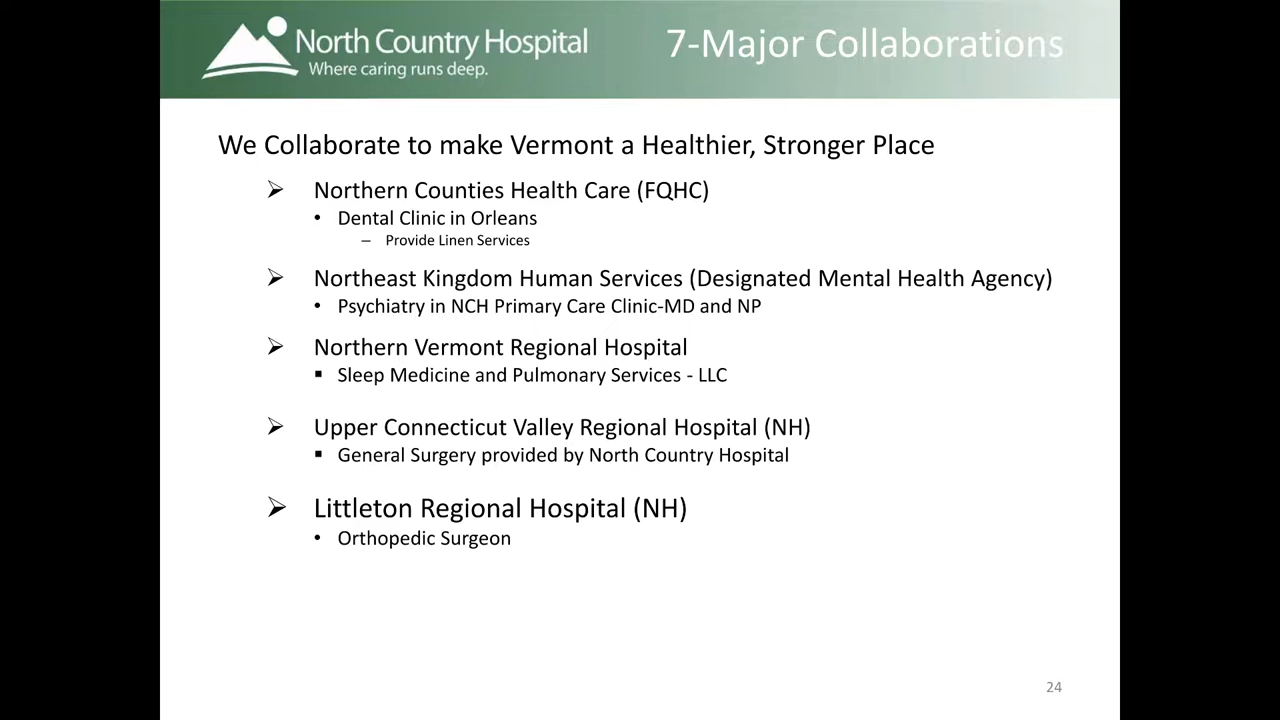 North Country Hospital
Where caring runs deep.
7-Major Collaborations
We Collaborate to make Vermont a Healthier, Stronger Place
➢ Northern Counties Health Care (FQHC)
• Dental Clinic in Orleans
– Provide Linen Services
➢ Northeast Kingdom Human Services (Designated Mental Health Agency)
• Psychiatry in NCH Primary Care Clinic-MD and NP
➢ Northern Vermont Regional Hospital
▪ Sleep Medicine and Pulmonary Services - LLC
➢ Upper Connecticut Valley Regional Hospital (NH)
▪ General Surgery provided by North Country Hospital
➢ Littleton Regional Hospital (NH)
• Orthopedic Surgeon
24